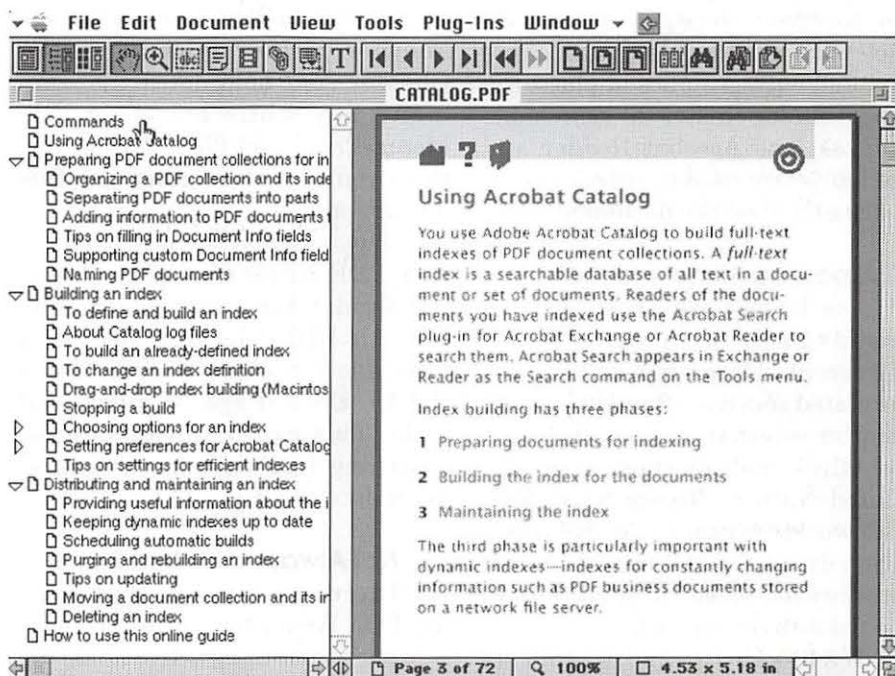 File Edit Document View Tools Plug-Ins Window
T
CATALOG.PDF
Commands
Using Acrobat Catalog
Preparing PDF document collections for in
Organizing a PDF collection and its inde
Separating PDF documents into parts
Adding information to PDF documents t
Tips on filling in Document Info fields
Supporting custom Document Info field
Naming PDF documents
Building an index
To define and build an index
About Catalog log files
To build an already-defined index
To change an index definition
Drag-and-drop index building (Macintos
Stopping a build
Choosing options for an index
Setting preferences for Acrobat Catalog
Tips on settings for efficient indexes
Distributing and maintaining an index
Providing useful information about the i
Keeping dynamic indexes up to date
Scheduling automatic builds
Purging and rebuilding an index
Tips on updating
Moving a document collection and its ir
Deleting an index
How to use this online guide
?
Using Acrobat Catalog
You use Adobe Acrobat Catalog to build full-text
indexes of PDF document collections. A full-text
index is a searchable database of all text in a docu-
ment or set of documents. Readers of the docu-
ments you have indexed use the Acrobat Search
plug-in for Acrobat Exchange or Acrobat Reader to
search them. Acrobat Search appears in Exchange or
Reader as the Search command on the Tools menu.
Index building has three phases:
1 Preparing documents for indexing
2 Building the index for the documents
3 Maintaining the index
The third phase is particularly important with
dynamic indexes—indexes for constantly changing
information such as PDF business documents stored
on a network file server.
Page 3 of 72 100% 4.53 x 5.18 in